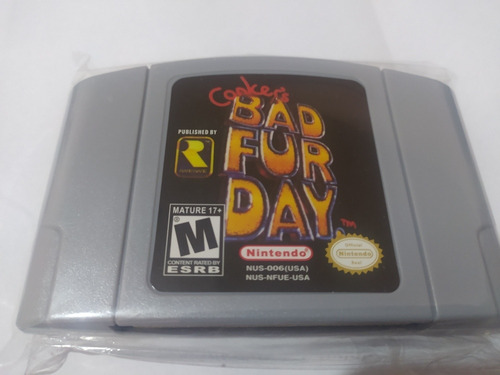 Conker's
BAD
FUR
DAY.™
PUBLISHED BY
R
MATURE 17+
M
CONTENT RATED BY
ESRB
Nintendo
NUS-006(USA)
NUS-NFUE-USA
Official
Nintendo
Seal